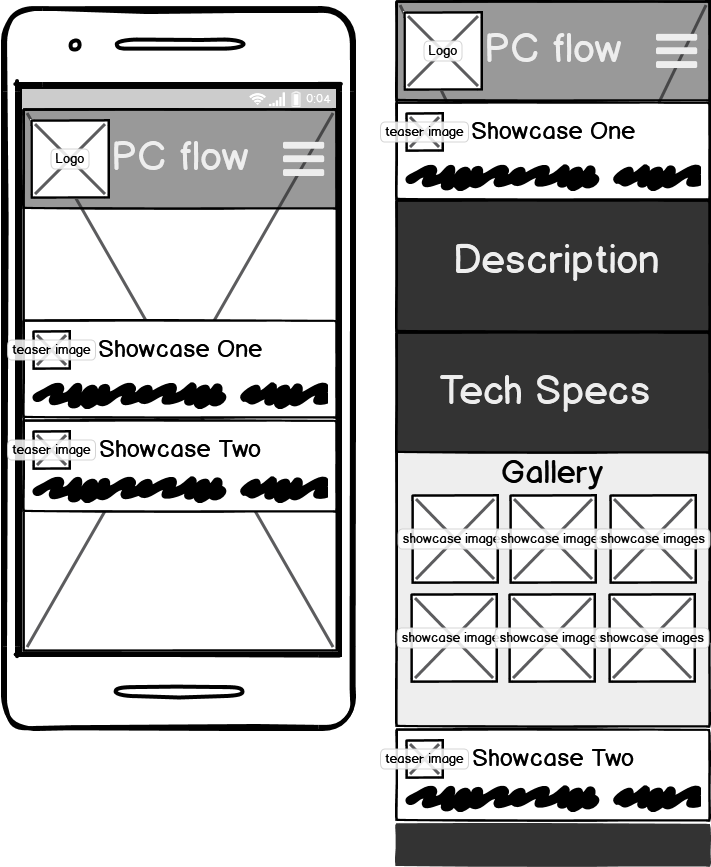 0:04
Logo
PC flow
teaser image
Showcase One
teaser image
Showcase Two
Logo
PC flow
teaser image
Showcase One
Description
Tech Specs
Gallery
showcase image
showcase image
showcase images
showcase image
showcase image
showcase images
teaser image
Showcase Two